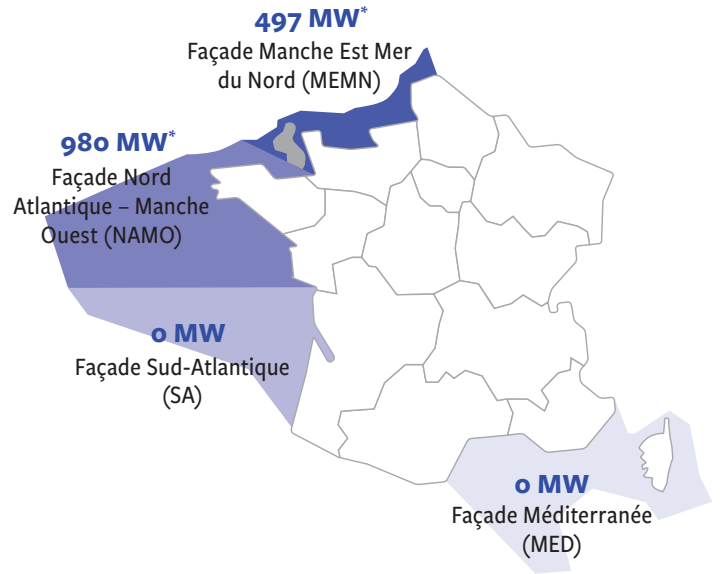 497 MW*
Façade Manche Est Mer
du Nord (MEMN)
980 MW*
Façade Nord
Atlantique – Manche
Ouest (NAMO)
0 MW
Façade Sud-Atlantique
(SA)
0 MW
Façade Méditerranée
(MED)